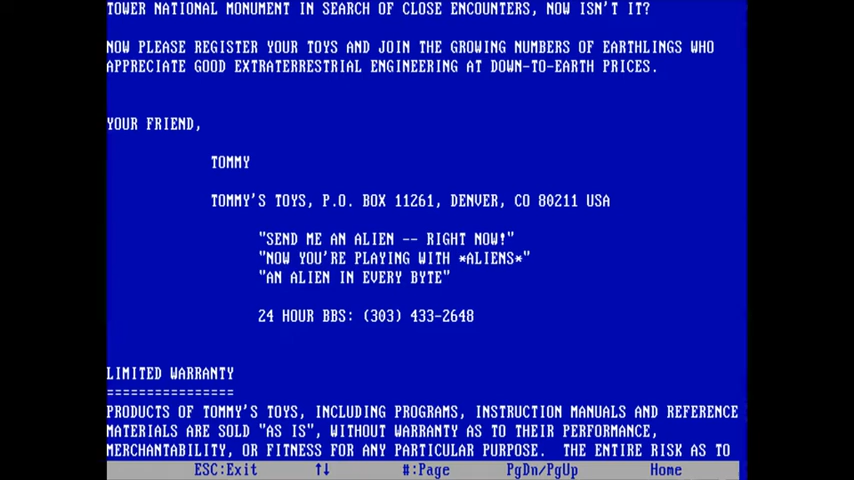 TOWER NATIONAL MONUMENT IN SEARCH OF CLOSE ENCOUNTERS, NOW ISN'T IT?
NOW PLEASE REGISTER YOUR TOYS AND JOIN THE GROWING NUMBERS OF EARTHLINGS WHO
APPRECIATE GOOD EXTRATERRESTRIAL ENGINEERING AT DOWN-TO-EARTH PRICES.
YOUR FRIEND,
TOMMY
TOMMY'S TOYS, P.O. BOX 11261, DENVER, CO 80211 USA
"SEND ME AN ALIEN -- RIGHT NOW!"
"NOW YOU'RE PLAYING WITH *ALIENS*"
"AN ALIEN IN EVERY BYTE"
24 HOUR BBS: (303) 433-2648
LIMITED WARRANTY
================
PRODUCTS OF TOMMY'S TOYS, INCLUDING PROGRAMS, INSTRUCTION MANUALS AND REFERENCE
MATERIALS ARE SOLD "AS IS", WITHOUT WARRANTY AS TO THEIR PERFORMANCE,
MERCHANTABILITY, OR FITNESS FOR ANY PARTICULAR PURPOSE.  THE ENTIRE RISK AS TO
ESC:Exit ↑↓ #:Page PgDn/PgUp Home